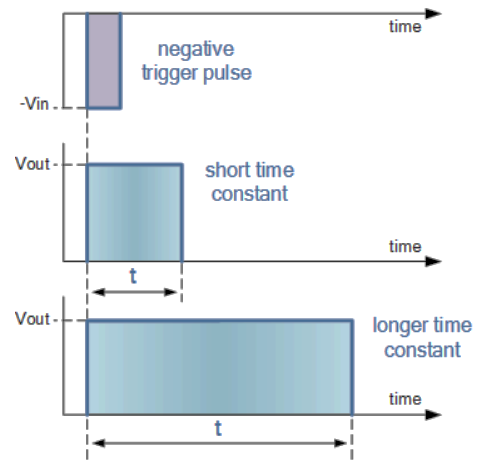 time
negative
trigger pulse
-Vin
Vout
short time
constant
time
t
Vout
longer time
constant
time
t